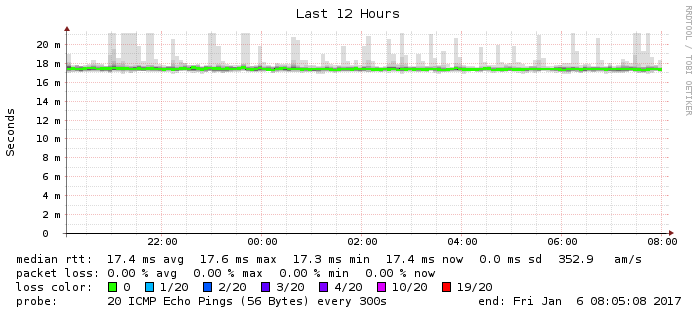 Last 12 Hours
RRDTOOL / TOBI OETIKER
Seconds
20 m
18 m
16 m
14 m
12 m
10 m
8 m
6 m
4 m
2 m
0
22:00 00:00 02:00 04:00 06:00 08:00
median rtt: 17.4 ms avg 17.6 ms max 17.3 ms min 17.4 ms now 0.0 ms sd 352.9 am/s
packet loss: 0.00 % avg 0.00 % max 0.00 % min 0.00 % now
loss color: 0 1/20 2/20 3/20 4/20 10/20 19/20
probe: 20 ICMP Echo Pings (56 Bytes) every 300s end: Fri Jan 6 08:05:08 2017